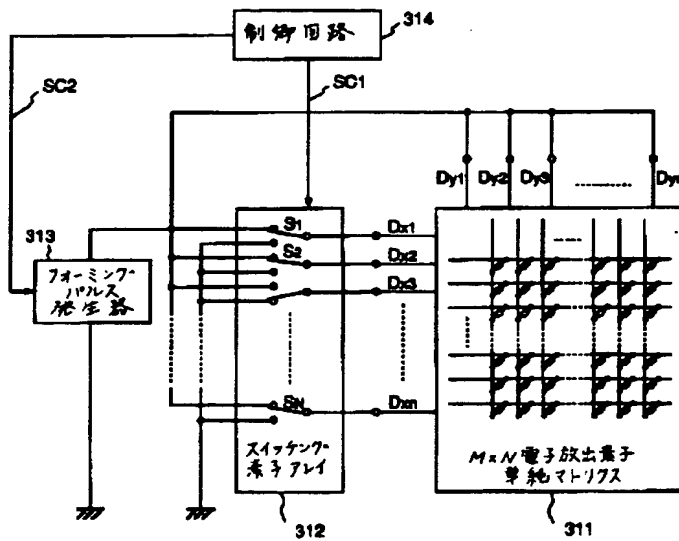 制御回路
314
SC2
SC1
Dy1 Dy2 Dy3
313
フォーミング
パルス
発生路
S1
S2
SN
Dx1
Dx2
Dx3
Dxn
スイッチング
素子アレイ
312
M×N電子放出素子
単純マトリクス
311